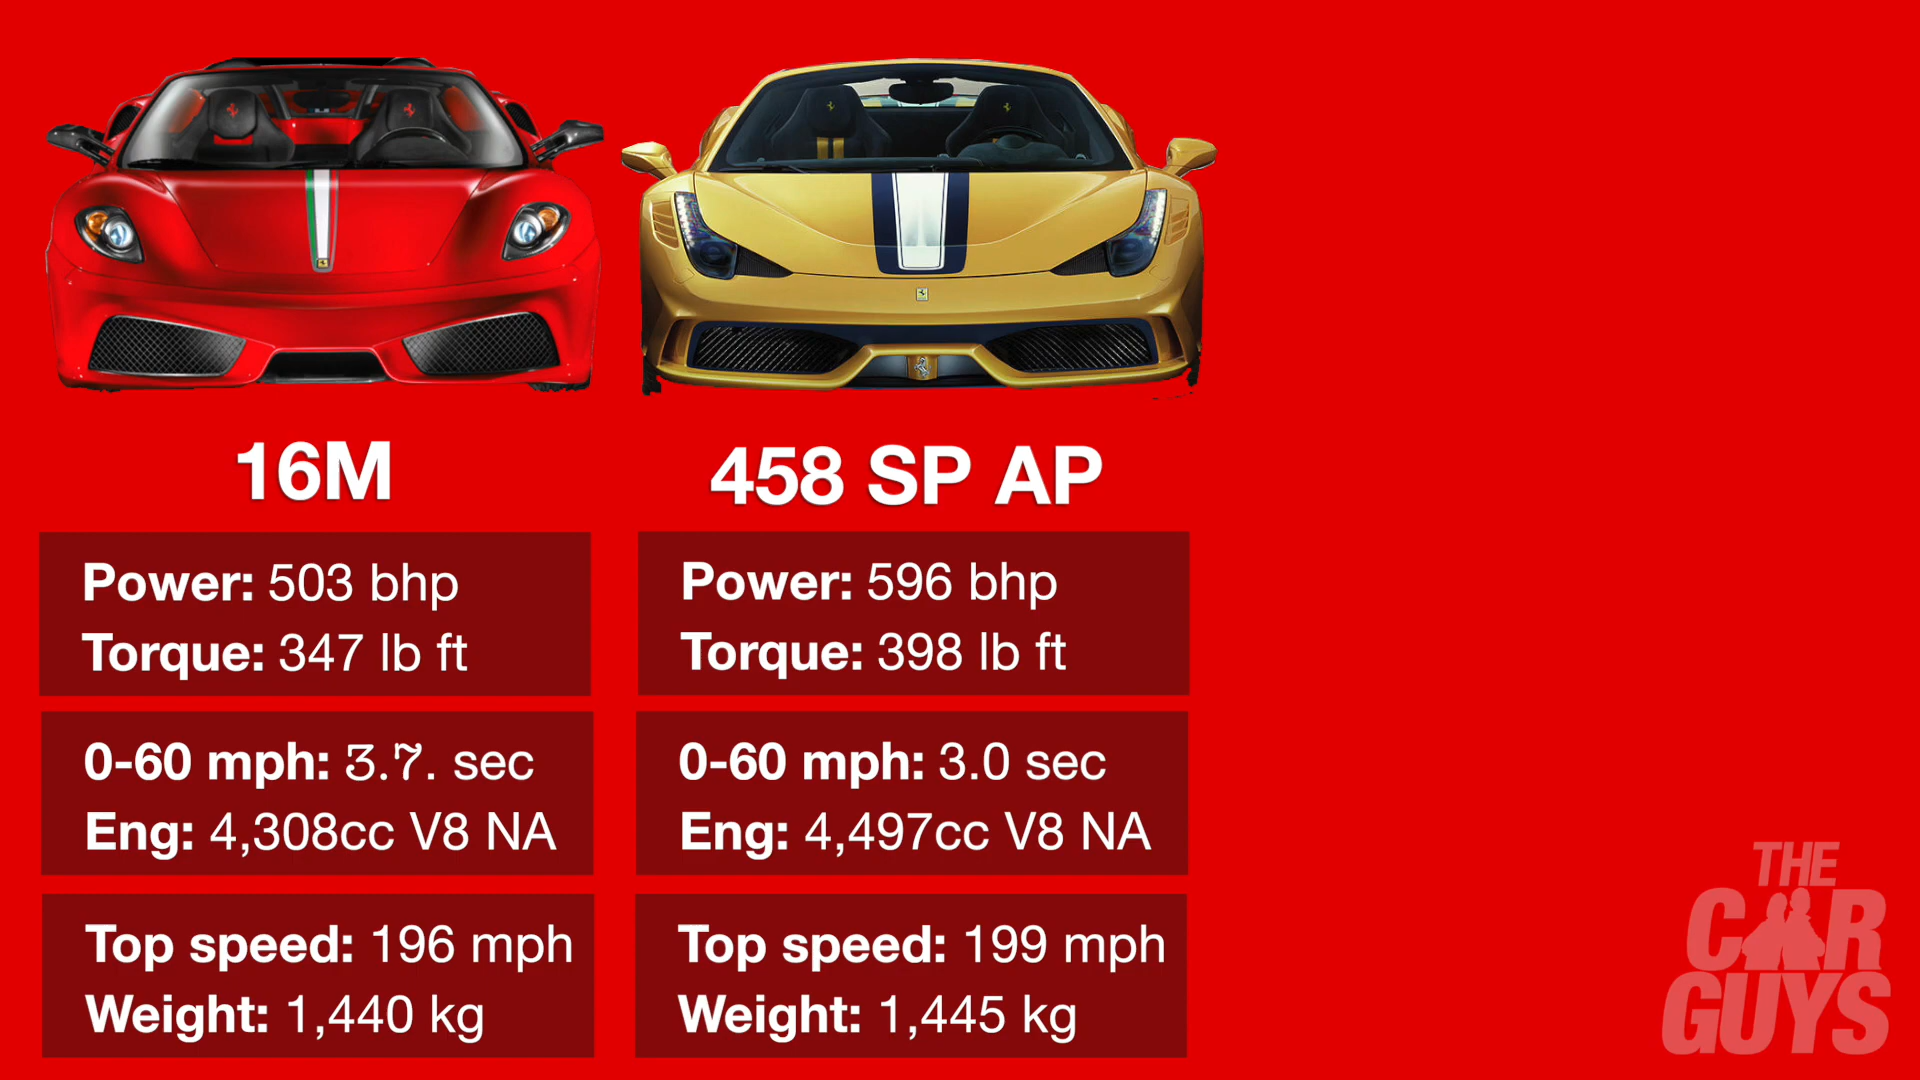 16M
Power: 503 bhp
Torque: 347 lb ft
0-60 mph: 3.7. sec
Eng: 4,308cc V8 NA
Top speed: 196 mph
Weight: 1,440 kg
458 SP AP
Power: 596 bhp
Torque: 398 lb ft
0-60 mph: 3.0 sec
Eng: 4,497cc V8 NA
Top speed: 199 mph
Weight: 1,445 kg
THE
CAR
GUYS